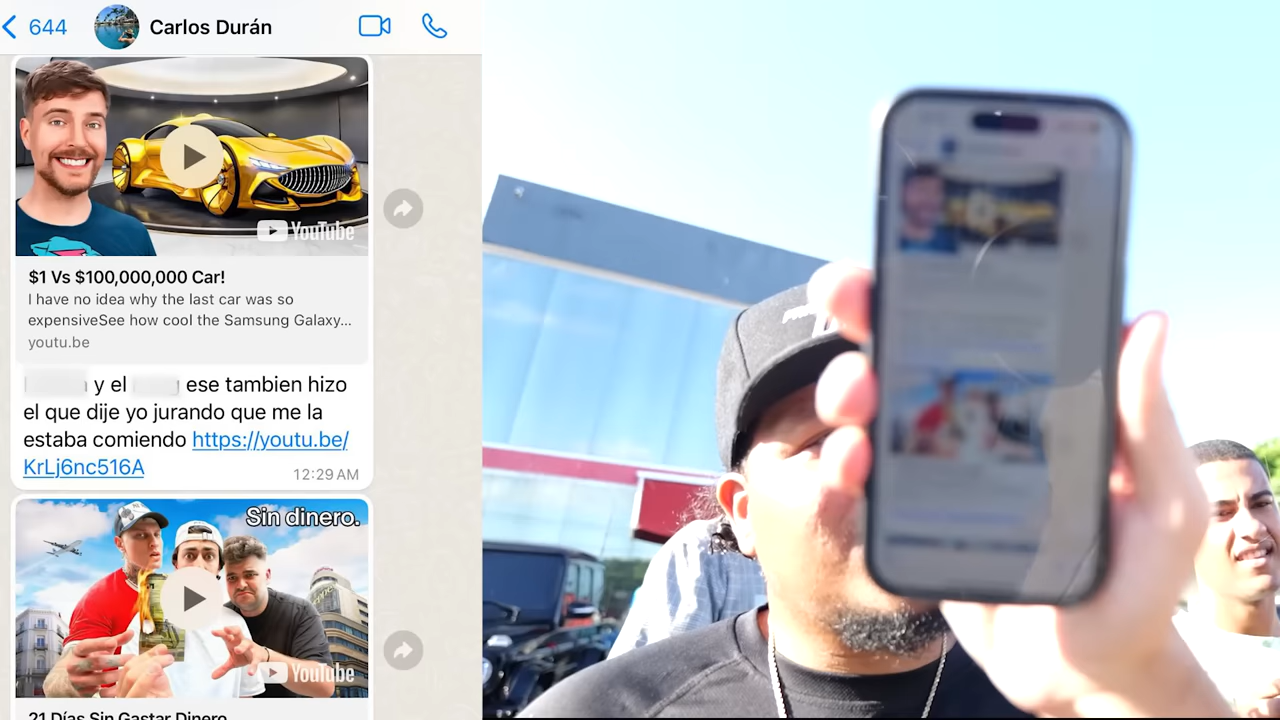 644
Carlos Durán
YouTube
$1 Vs $100,000,000 Car!
I have no idea why the last car was so
expensiveSee how cool the Samsung Galaxy...
youtu.be
y el ese tambien hizo
el que dije yo jurando que me la
estaba comiendo https://youtu.be/
KrLj6nc516A
12:29 AM
Sin dinero.
YouTube
21 Días Sin Gastar Dinero